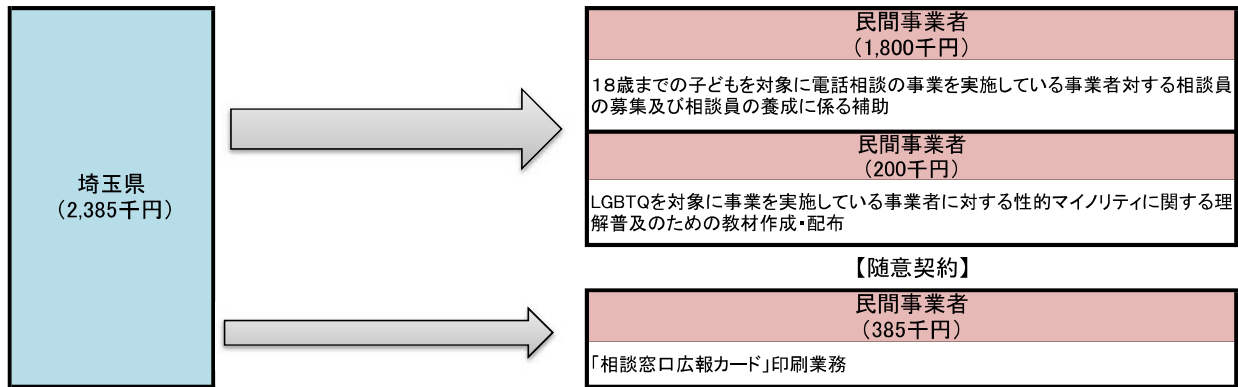 埼玉県
(2,385千円)
民間事業者
(1,800千円)
18歳までの子どもを対象に電話相談の事業を実施している事業者対する相談員
の募集及び相談員の養成に係る補助
民間事業者
(200千円)
LGBTQを対象に事業を実施している事業者に対する性的マイノリティに関する理
解普及のための教材作成・配布
【随意契約】
民間事業者
(385千円)
「相談窓口広報カード」印刷業務